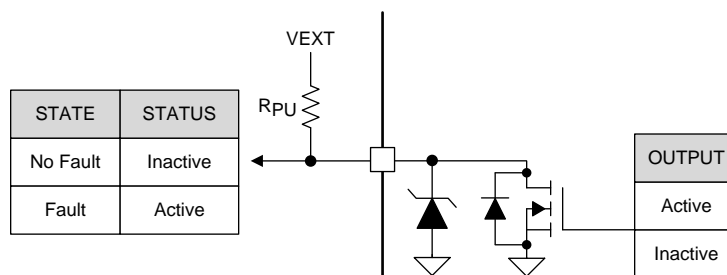 VEXT
RPU
STATE STATUS
No Fault Inactive
Fault Active
OUTPUT
Active
Inactive